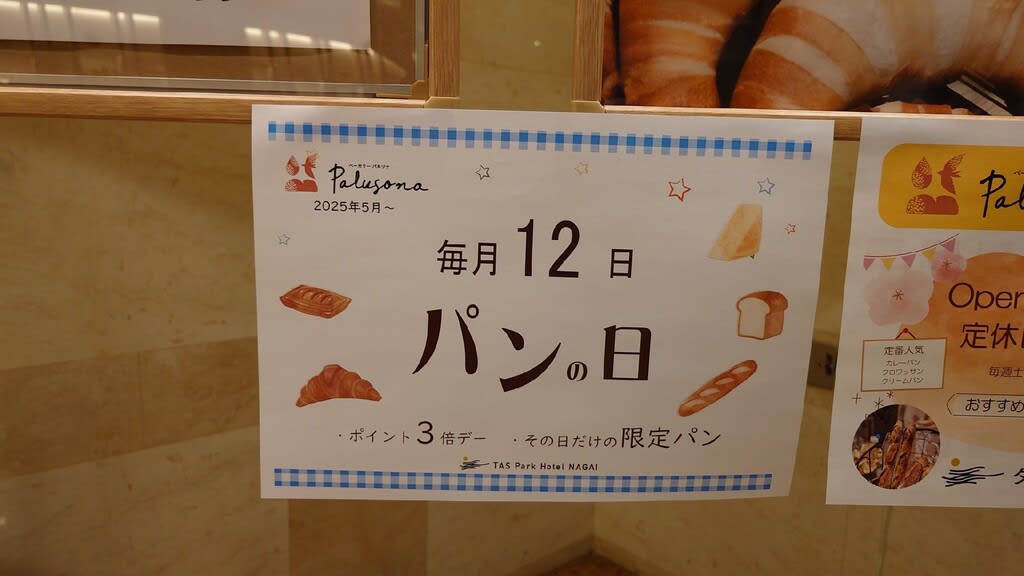 ベーカリー パルソナ
Palusona
2025年5月～
毎月12日
パンの日
・ポイント3倍デー ・その日だけの限定パン
TAS Park Hotel NAGAI
定休
毎週土
定番人気
カレーパン
クロワッサン
クリームパン
おすすめ